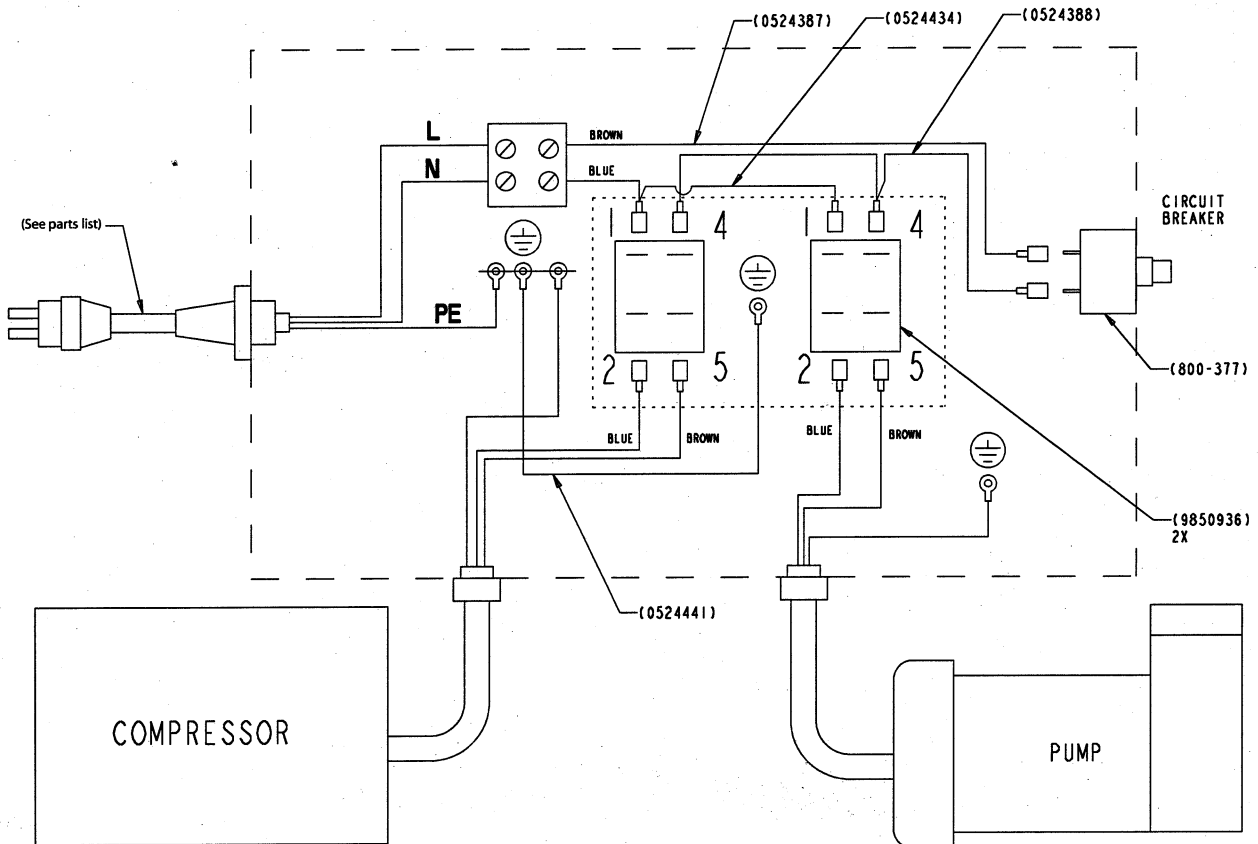 (0524387)
(0524434)
(0524388)
L
BROWN
N
BLUE
CIRCUIT
BREAKER
(See parts list)
1
4
1
4
PE
2
5
2
5
(800-377)
BLUE
BROWN
BLUE
BROWN
(9850936)
2X
(0524441)
COMPRESSOR
PUMP